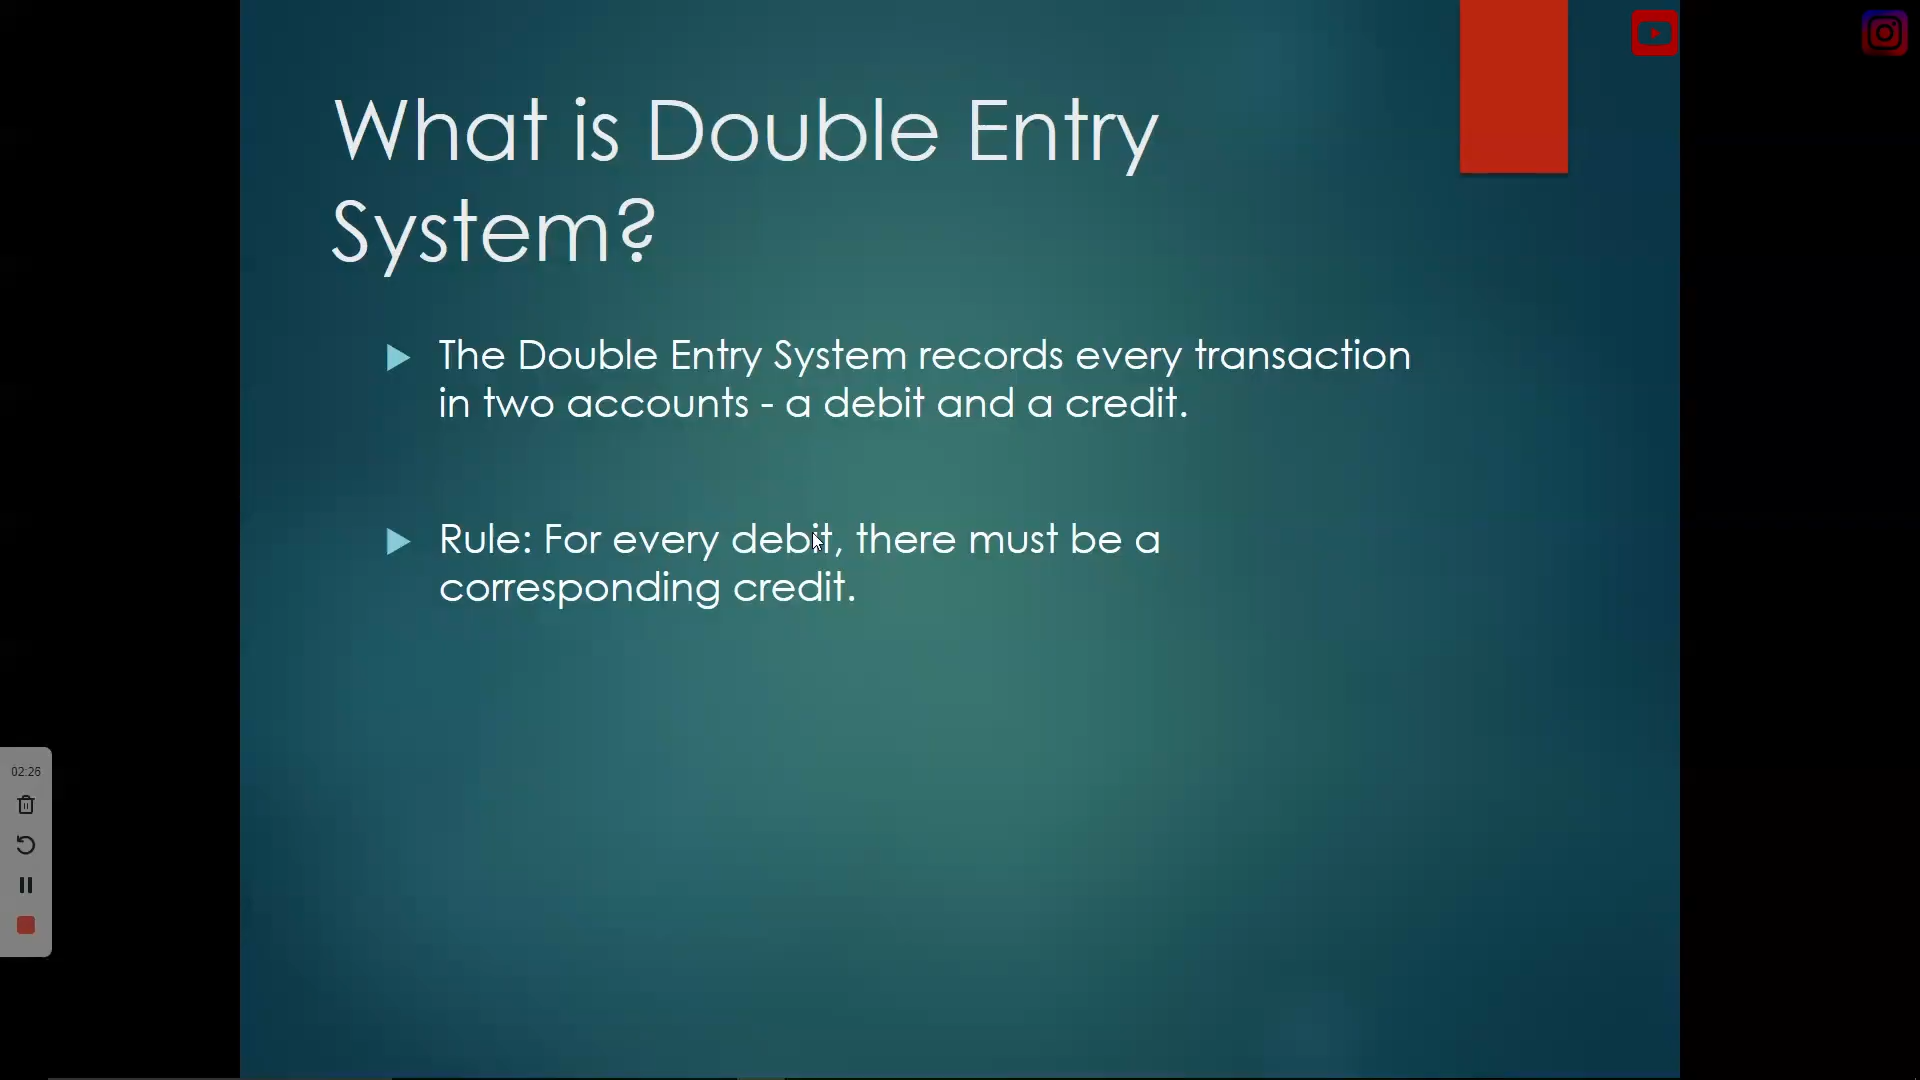 What is Double Entry
System?
The Double Entry System records every transaction
in two accounts - a debit and a credit.
Rule: For every debit, there must be a
corresponding credit.
02:26